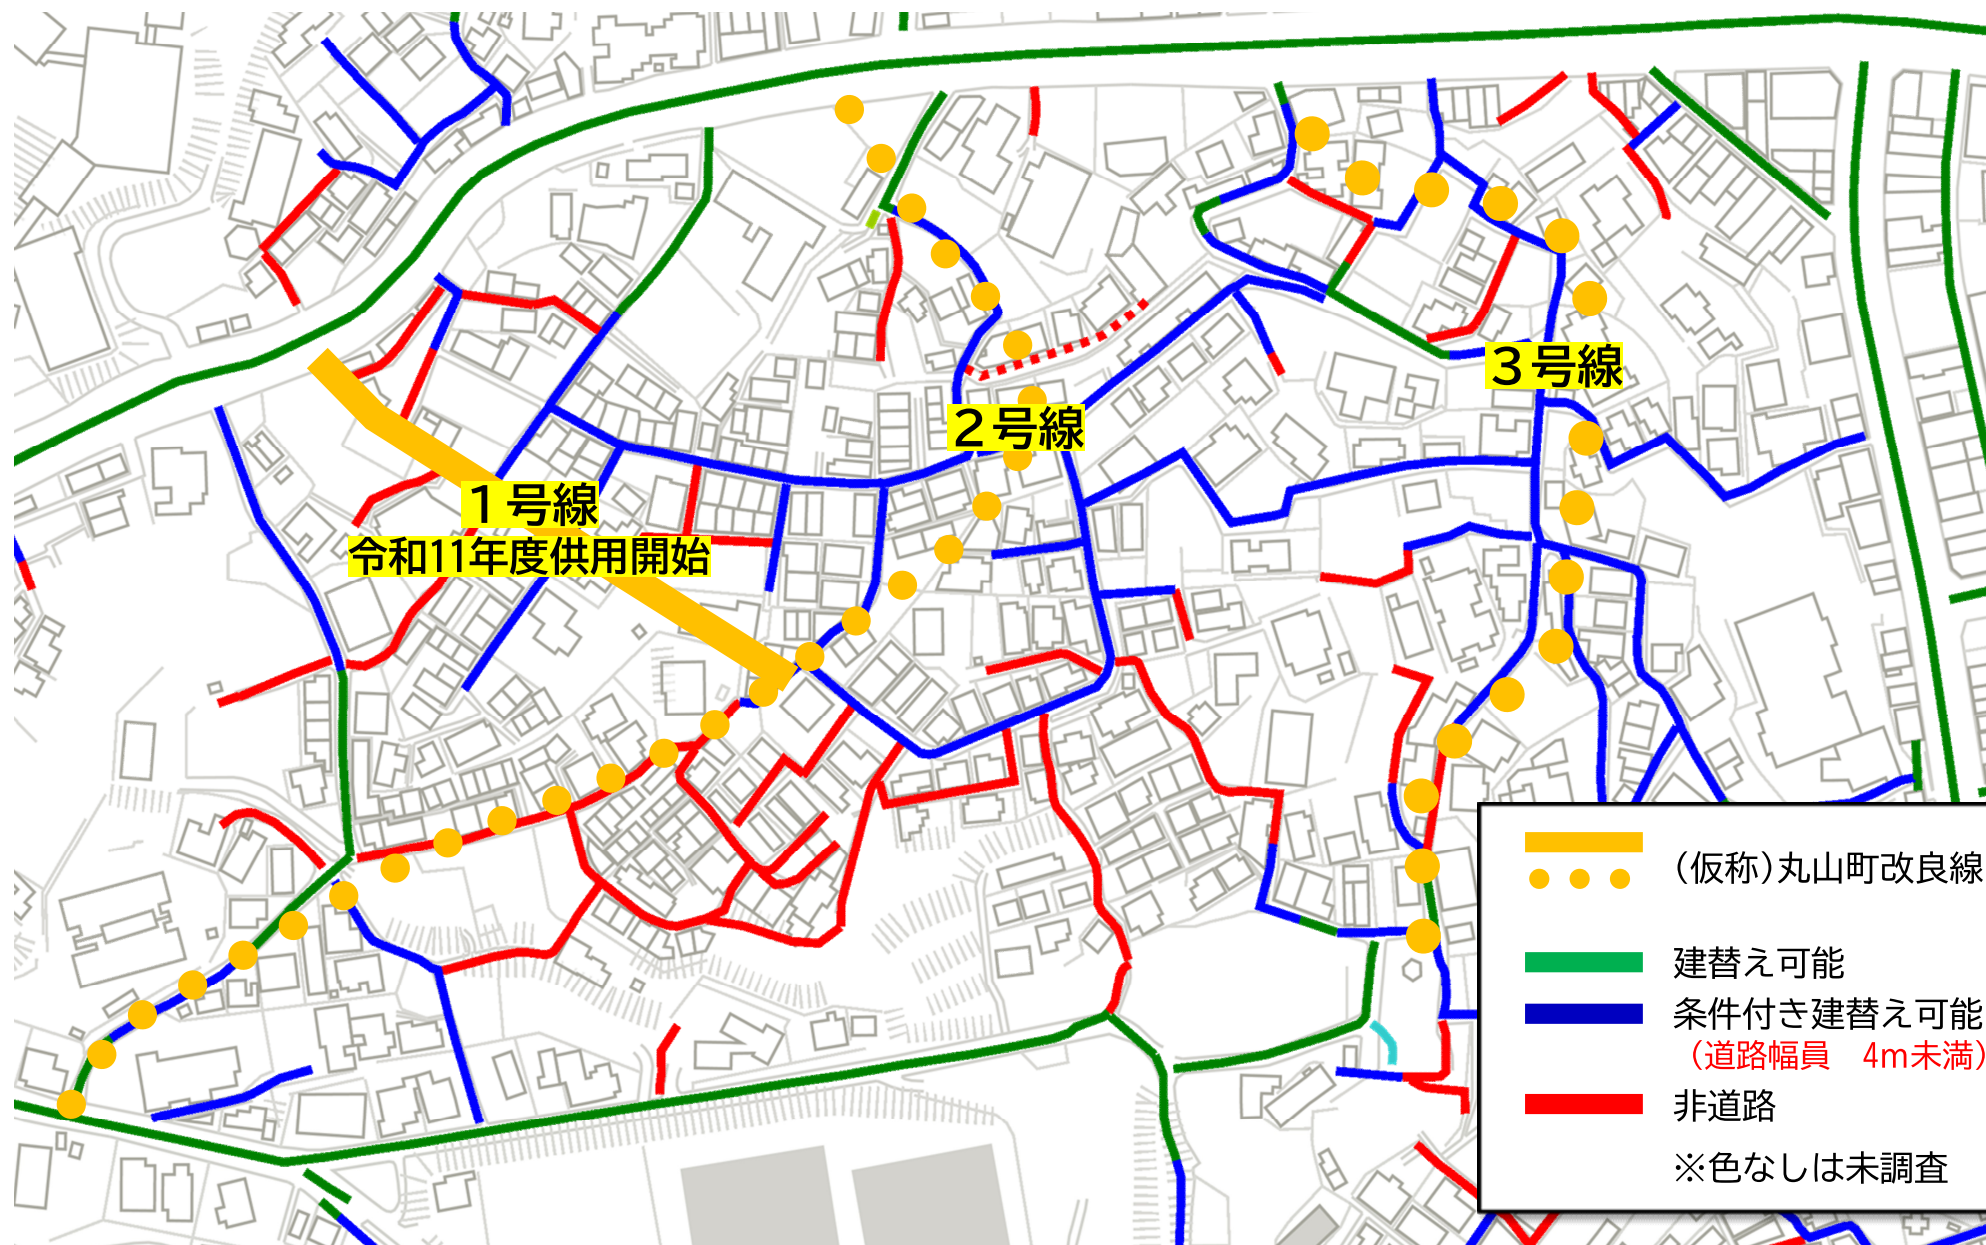 ３号線
２号線
１号線
令和11年度供用開始
（仮称）丸山町改良線
建替え可能
条件付き建替え可能
（道路幅員　4ｍ未満）
非道路
※色なしは未調査